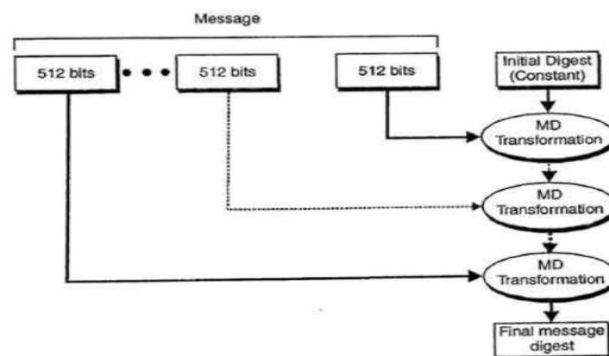 Message
512 bits
512 bits
512 bits
Initial Digest
(Constant)
MD
Transformation
MD
Transformation
MD
Transformation
Final message
digest